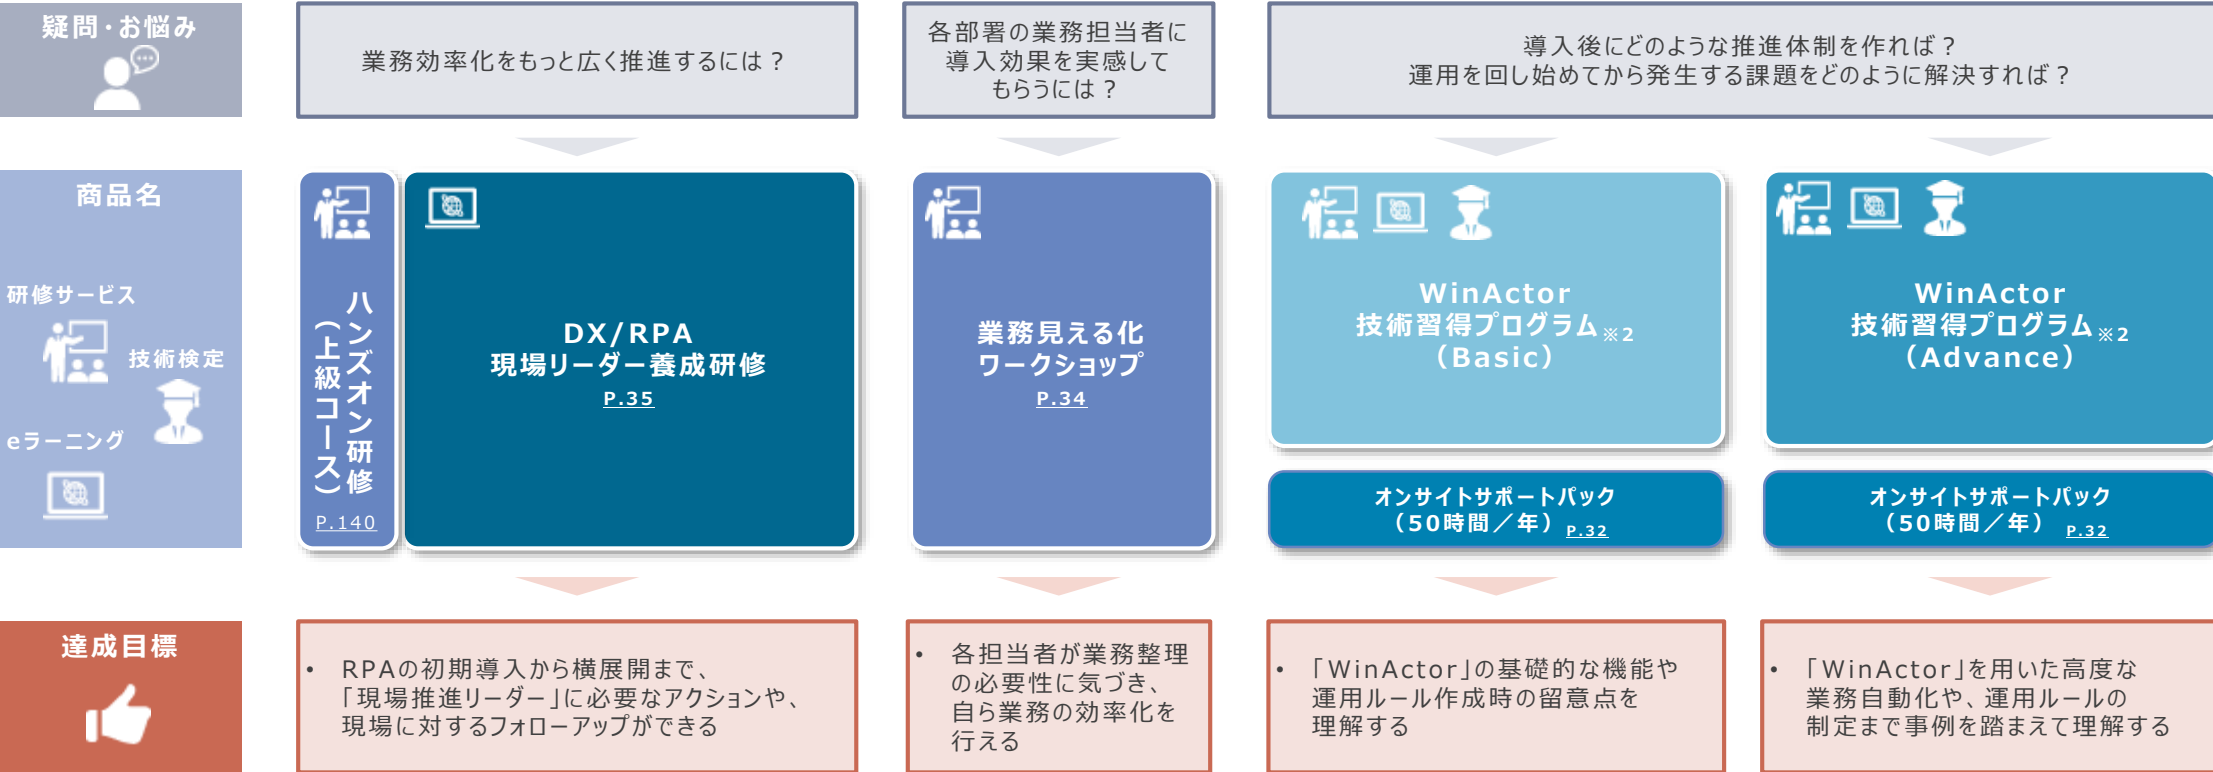 疑問・お悩み
業務効率化をもっと広く推進するには？
各部署の業務担当者に
導入効果を実感して
もらうには？
導入後にどのような推進体制を作れば？
運用を回し始めてから発生する課題をどのように解決すれば？
商品名
研修サービス
技術検定
eラーニング
ハンズオン研修
（上級コース）
P.140
DX/RPA
現場リーダー養成研修
P.35
業務見える化
ワークショップ
P.34
WinActor
技術習得プログラム※2
（Basic）
オンサイトサポートパック
（50時間／年） P.32
WinActor
技術習得プログラム※2
（Advance）
オンサイトサポートパック
（50時間／年） P.32
達成目標
• RPAの初期導入から横展開まで、
「現場推進リーダー」に必要なアクションや、
現場に対するフォローアップができる
• 各担当者が業務整理
の必要性に気づき、
自ら業務の効率化を
行える
• 「WinActor」の基礎的な機能や
運用ルール作成時の留意点を
理解する
• 「WinActor」を用いた高度な
業務自動化や、運用ルールの
制定まで事例を踏まえて理解する